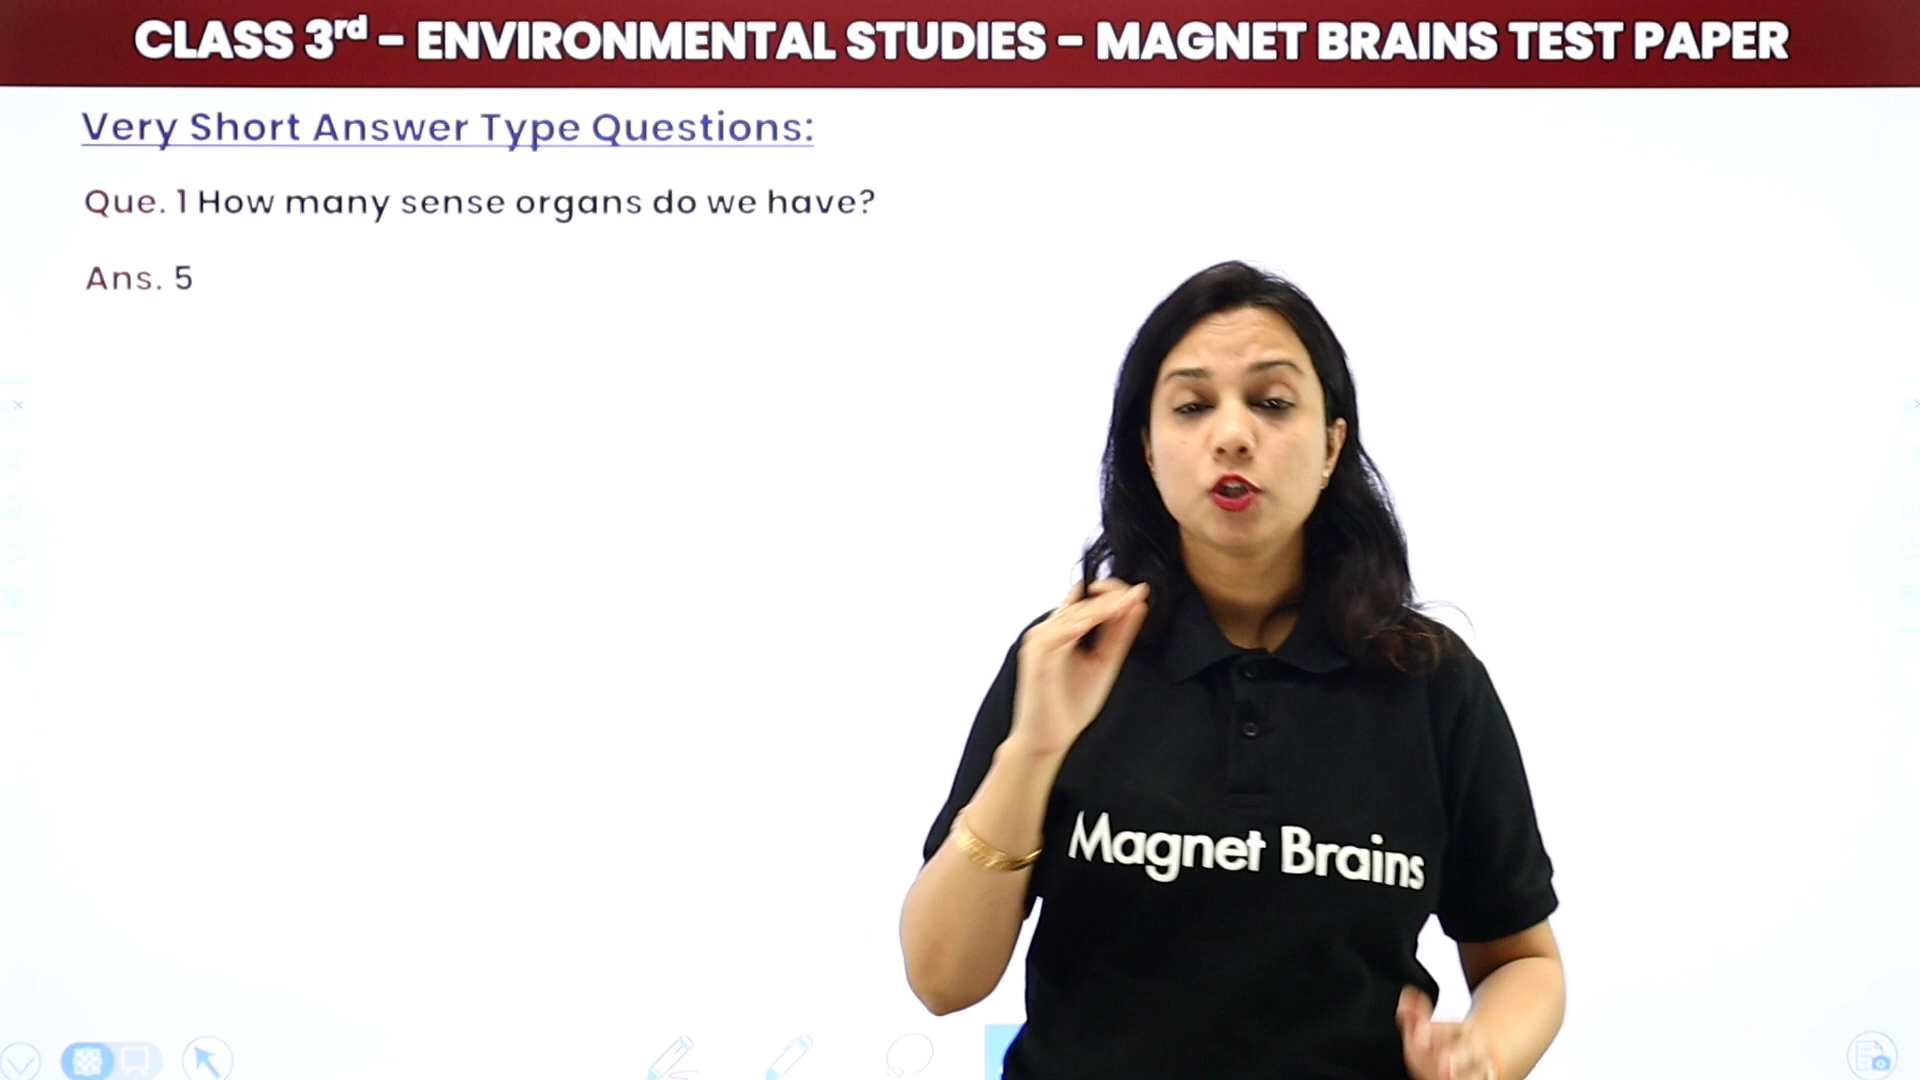 CLASS 3rd - ENVIRONMENTAL STUDIES - MAGNET BRAINS TEST PAPER
Very Short Answer Type Questions:
Que. 1 How many sense organs do we have?
Ans. 5
Magnet Brains